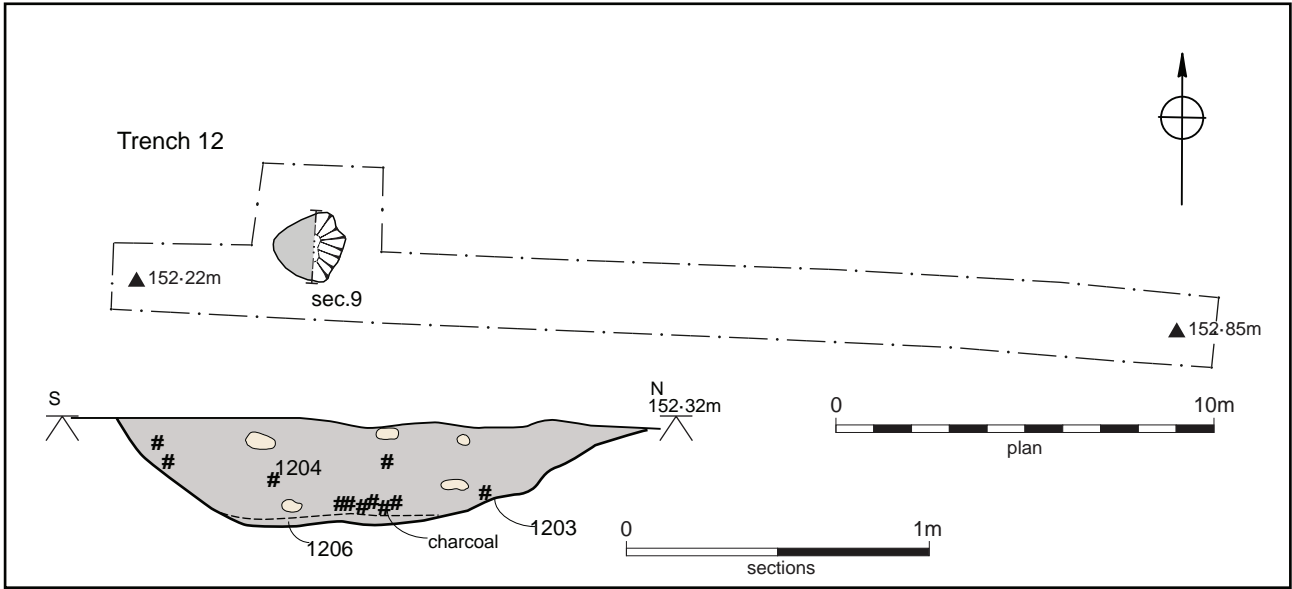 Trench 12
152·22m
sec.9
152·85m
S
N
152·32m
0 10m
plan
#
#
#
#1204
########
#
1206
charcoal
1203
0 1m
sections